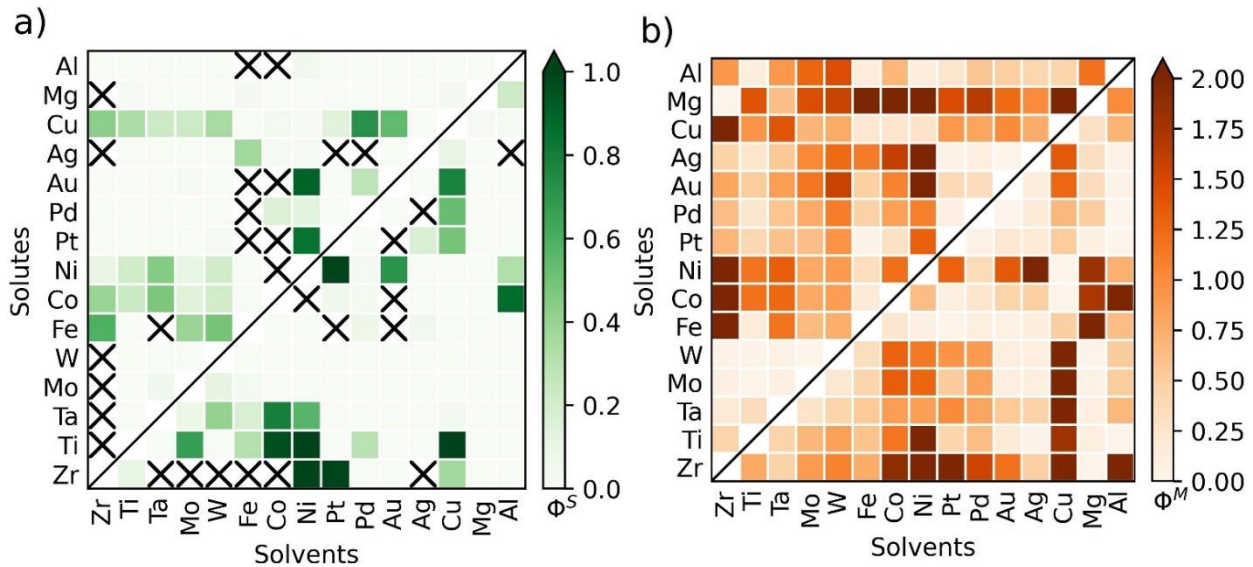 a)
Al
Mg
Cu
Ag
Au
Pd
Pt
Ni
Co
Fe
W
Mo
Ta
Ti
Zr
Solutes
Zr Ti Ta Mo W Fe Co Ni Pt Pd Au Ag Cu Mg Al
Solvents
1.0
0.8
0.6
0.4
0.2
0.0
Φ^S
b)
Al
Mg
Cu
Ag
Au
Pd
Pt
Ni
Co
Fe
W
Mo
Ta
Ti
Zr
Solutes
Zr Ti Ta Mo W Fe Co Ni Pt Pd Au Ag Cu Mg Al
Solvents
2.00
1.75
1.50
1.25
1.00
0.75
0.50
0.25
0.00
Φ^M